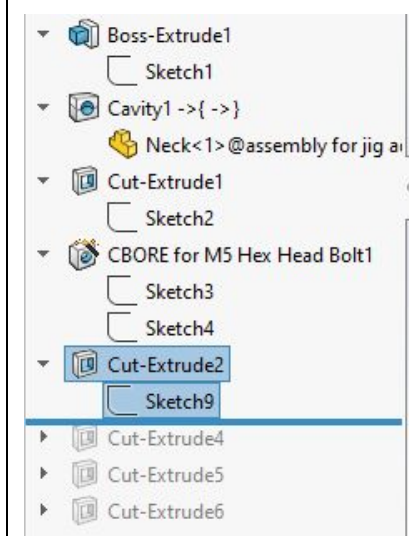 Boss-Extrude1
Sketch1
Cavity1 ->{ ->}
Neck<1>@assembly for jig
Cut-Extrude1
Sketch2
CBORE for M5 Hex Head Bolt1
Sketch3
Sketch4
Cut-Extrude2
Sketch9
Cut-Extrude4
Cut-Extrude5
Cut-Extrude6